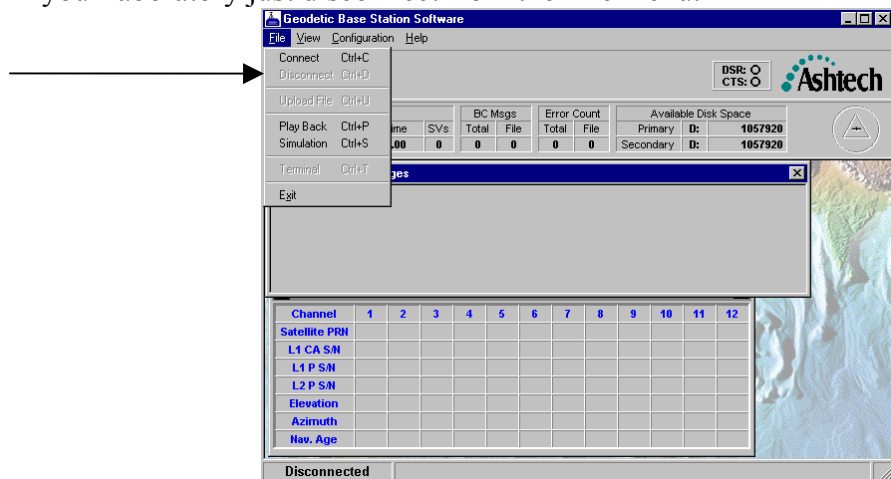 Geodetic Base Station Software
File View Configuration Help
Connect Ctrl+C
Disconnect Ctrl+D
Upload File Ctrl+U
Play Back Ctrl+P
Simulation Ctrl+S
Terminal Ctrl+T
Exit
DSR:
CTS:
Ashtech
BC Msgs Error Count Available Disk Space
SVs Total File Total File Primary D: 1057920
.00 0 0 0 0 0 Secondary D: 1057920
Channel 1 2 3 4 5 6 7 8 9 10 11 12
Satellite PRN
L1 CA S/N
L1 P S/N
L2 P S/N
Elevation
Azimuth
Nav. Age
Disconnected